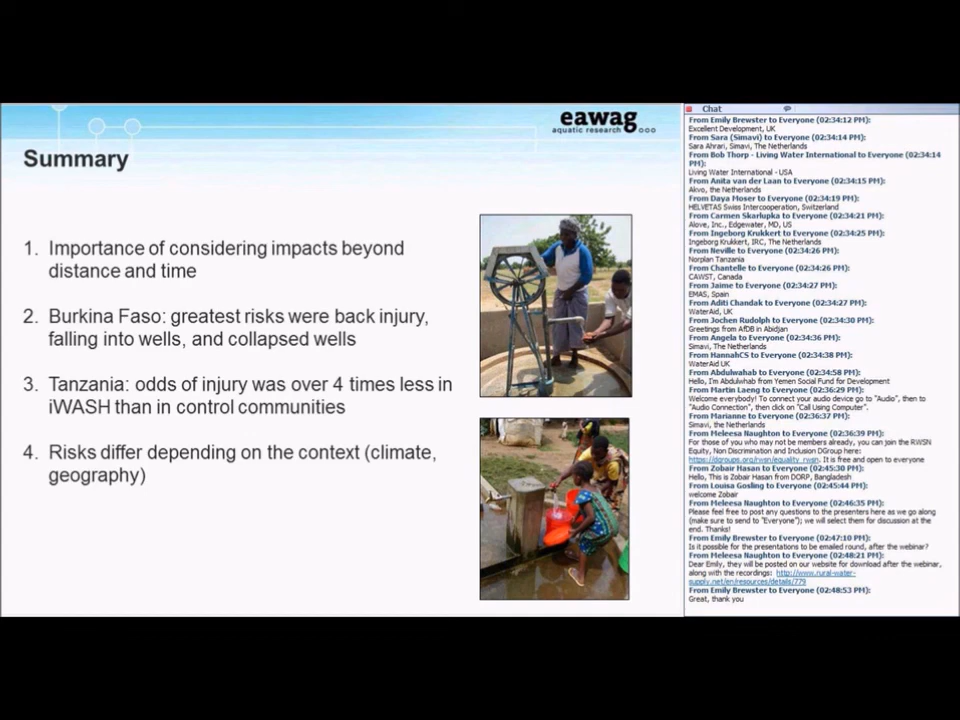 eawag
aquatic research
Summary
1. Importance of considering impacts beyond
distance and time
2. Burkina Faso: greatest risks were back injury,
falling into wells, and collapsed wells
3. Tanzania: odds of injury was over 4 times less in
iWASH than in control communities
4. Risks differ depending on the context (climate,
geography)
Chat
From Emily Brewster to Everyone (02:34:12 PM):
Excellent Development, UK
From Sara (Simavi) to Everyone (02:34:14 PM):
Sara Ahrari, Simavi, The Netherlands
From Bob Thorp - Living Water International to Everyone (02:34:14
PM):
Living Water International - USA
From Anita van der Laan to Everyone (02:34:15 PM):
Akvo, the Netherlands
From Daya Moser to Everyone (02:34:19 PM):
HELVETAS Swiss Intercooperation, Switzerland
From Carmen Skarlupka to Everyone (02:34:21 PM):
Alove, Inc., Edgewater, MD, US
From Ingeborg Krukkert to Everyone (02:34:25 PM):
Ingeborg Krukkert, IRC, The Netherlands
From Neville to Everyone (02:34:26 PM):
Norplan Tanzania
From Chantelle to Everyone (02:34:26 PM):
CAWST, Canada
From Jaime to Everyone (02:34:27 PM):
EMAS, Spain
From Aditi Chandak to Everyone (02:34:27 PM):
WaterAid, UK
From Jochen Rudolph to Everyone (02:34:30 PM):
Greetings from AfDB in Abidjan
From Angela to Everyone (02:34:36 PM):
Simavi, The Netherlands
From HannahCS to Everyone (02:34:38 PM):
WaterAid UK
From Abdulwahab to Everyone (02:34:58 PM):
Hello, I'm Abdulwhab from Yemen Social Fund for Development
From Martin Laeng to Everyone (02:36:29 PM):
Welcome everybody! To connect your audio device go to "Audio", then to
"Audio Connection", then click on "Call Using Computer".
From Marianne to Everyone (02:36:37 PM):
Simavi, the Netherlands
From Meleesa Naughton to Everyone (02:36:39 PM):
For those of you who may not be members already, you can join the RWSN
Equity, Non Discrimination and Inclusion DGroup here:
https://dgroups.org/rwsn/equality_rwsn. It is free and open to everyone
From Zobair Hasan to Everyone (02:45:30 PM):
Hello, This is Zobair Hasan from DORP, Bangladesh
From Louisa Gosling to Everyone (02:45:44 PM):
welcome Zobair
From Meleesa Naughton to Everyone (02:46:35 PM):
Please feel free to post any questions to the presenters here as we go along
(make sure to send to "Everyone"); we will select them for discussion at the
end. Thanks!
From Emily Brewster to Everyone (02:47:10 PM):
Is it possible for the presentations to be emailed round, after the webinar?
From Meleesa Naughton to Everyone (02:48:21 PM):
Dear Emily, they will be posted on our website for download after the webinar,
along with the recordings: http://www.rural-water-
supply.net/en/resources/details/779
From Emily Brewster to Everyone (02:48:53 PM):
Great, thank you